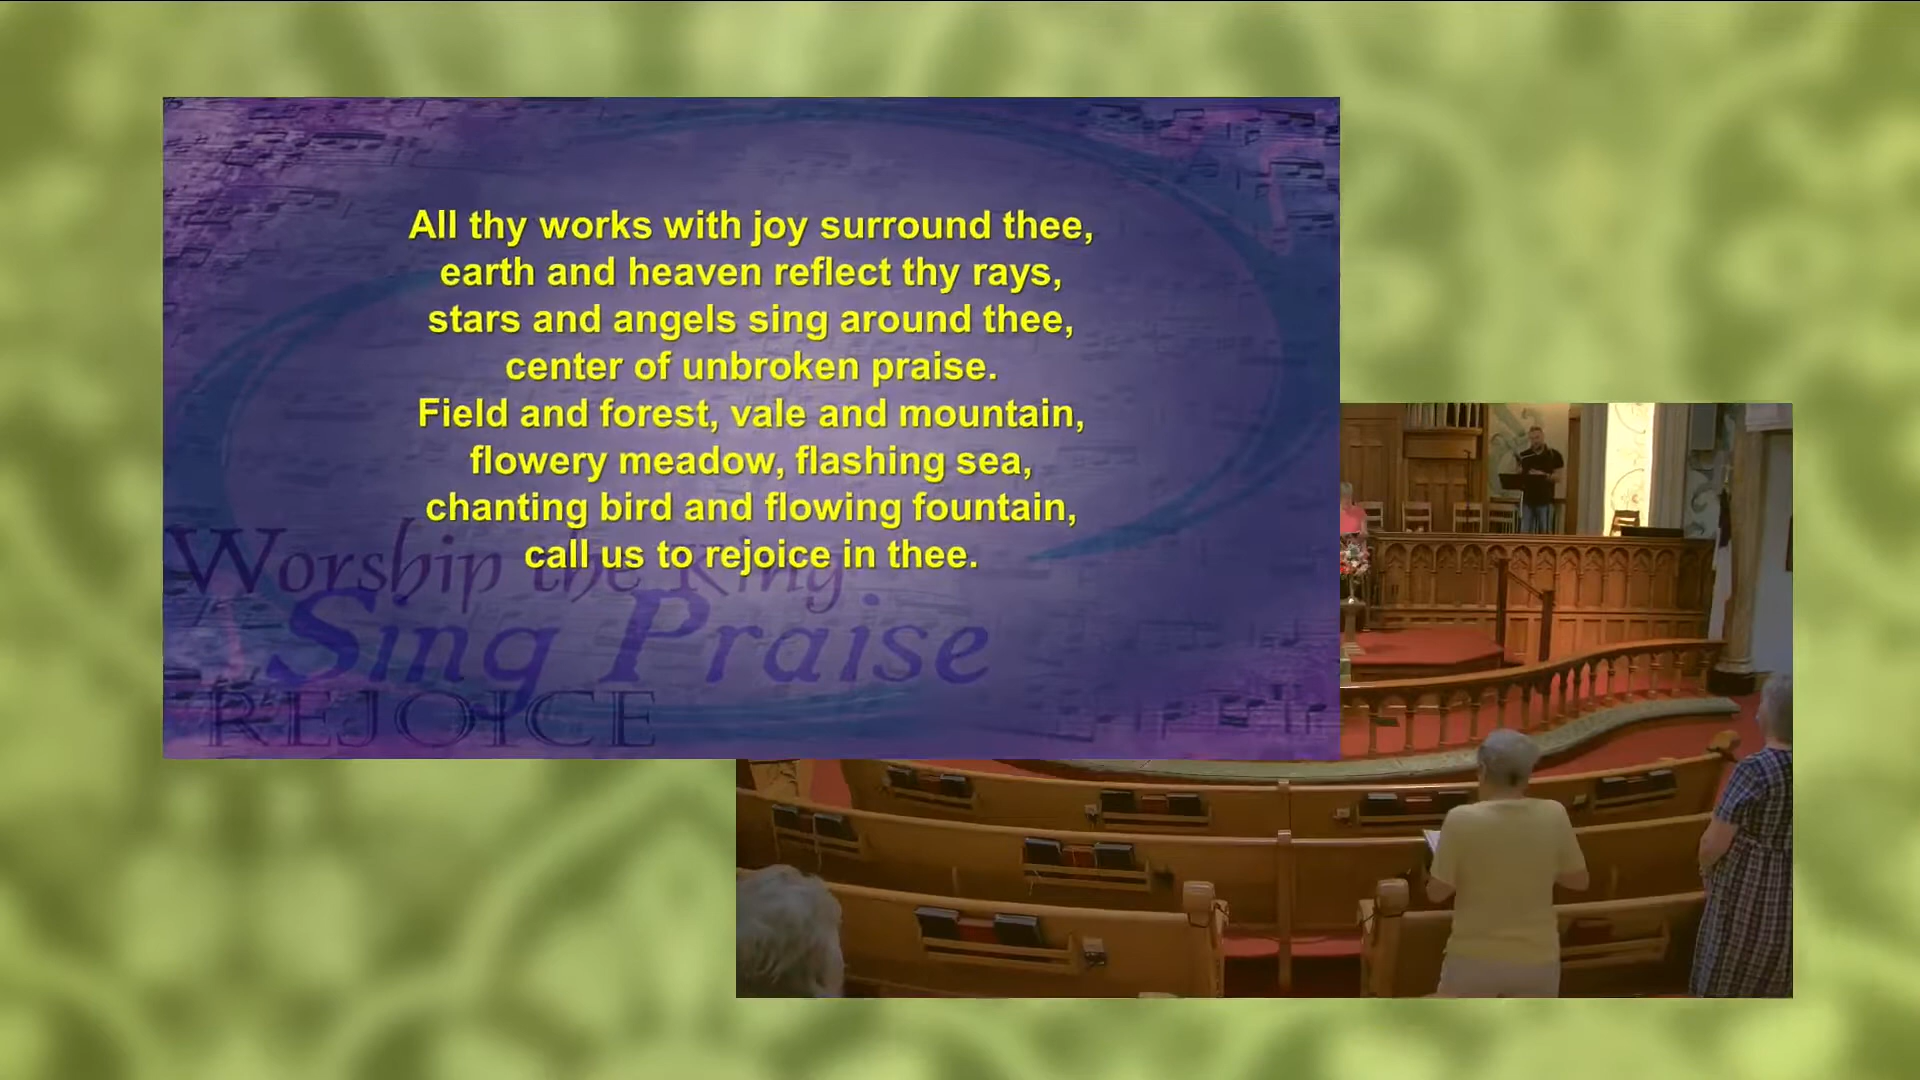 All thy works with joy surround thee,
earth and heaven reflect thy rays,
stars and angels sing around thee,
center of unbroken praise.
Field and forest, vale and mountain,
flowery meadow, flashing sea,
chanting bird and flowing fountain,
call us to rejoice in thee.
Worship the King
Sing Praise
REJOICE